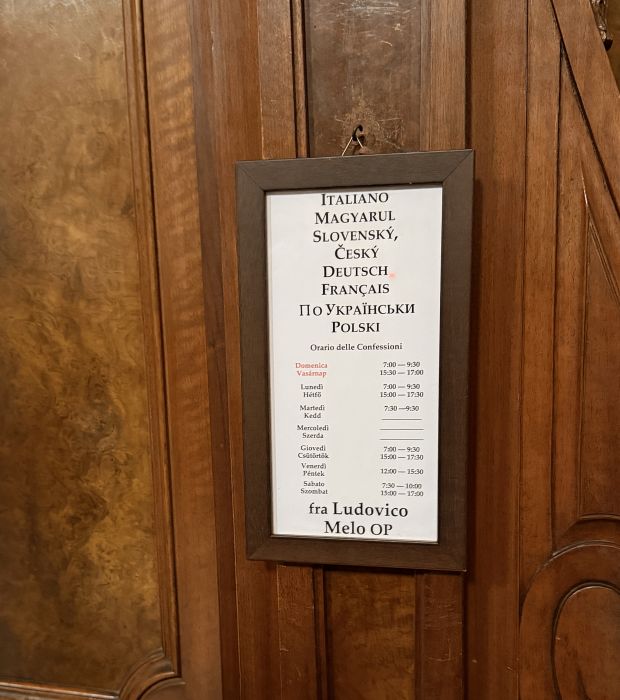 ITALIANO
MAGYARUL
SLOVENSKÝ,
ČESKÝ
DEUTSCH
FRANÇAIS
ПО УКРАЇНСЬКИ
POLSKI
Orario delle Confessioni
Domenica 7:00 — 9:30
Vasárnap 15:30 — 17:00
Lunedì 7:00 — 9:30
Hétfő 15:00 — 17:30
Martedì 7:30 —9:30
Kedd
Mercoledì
Szerda
Giovedì 7:00 — 9:30
Csütörtök 15:00 — 17:30
Venerdì
Péntek 12:00 — 15:30
Sabato 7:30 — 10:00
Szombat 15:00 — 17:00
fra Ludovico
Melo OP